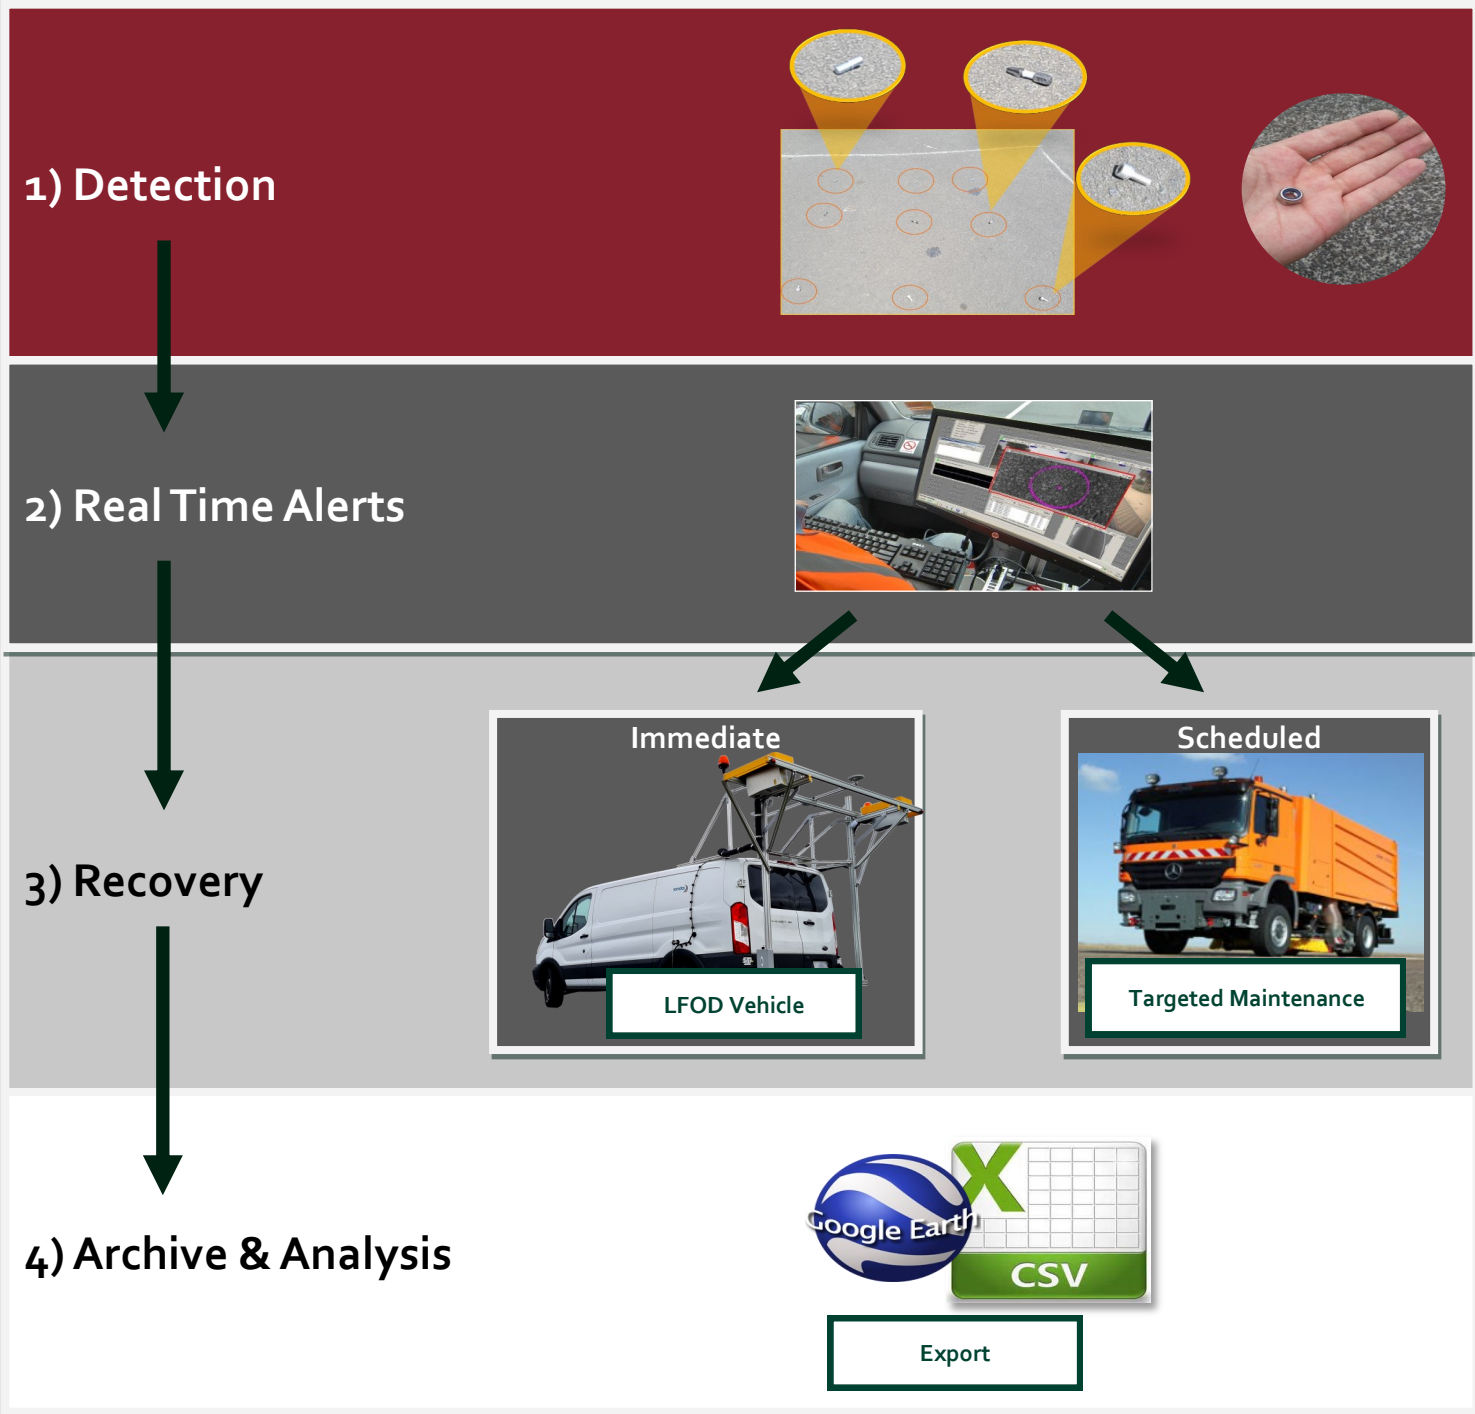 1) Detection
2) Real Time Alerts
Immediate
Scheduled
3) Recovery
LFOD Vehicle
Targeted Maintenance
4) Archive & Analysis
Google Earth
X
CSV
Export